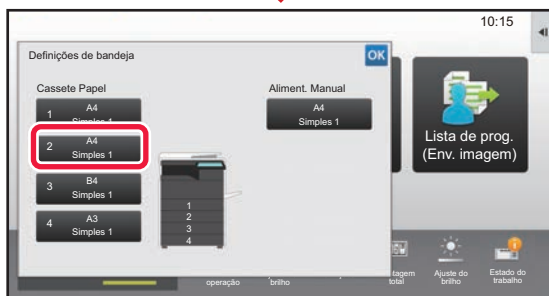 10:15
Definições de bandeja
OK
Cassete Papel
Aliment. Manual
1 A4
Simples 1
2 A4
Simples 1
3 B4
Simples 1
4 A3
Simples 1
A4
Simples 1
1
2
3
4
Lista de prog.
(Env. imagem)
operação
brilho
tagem
total
Ajuste do
brilho
Estado do
trabalho